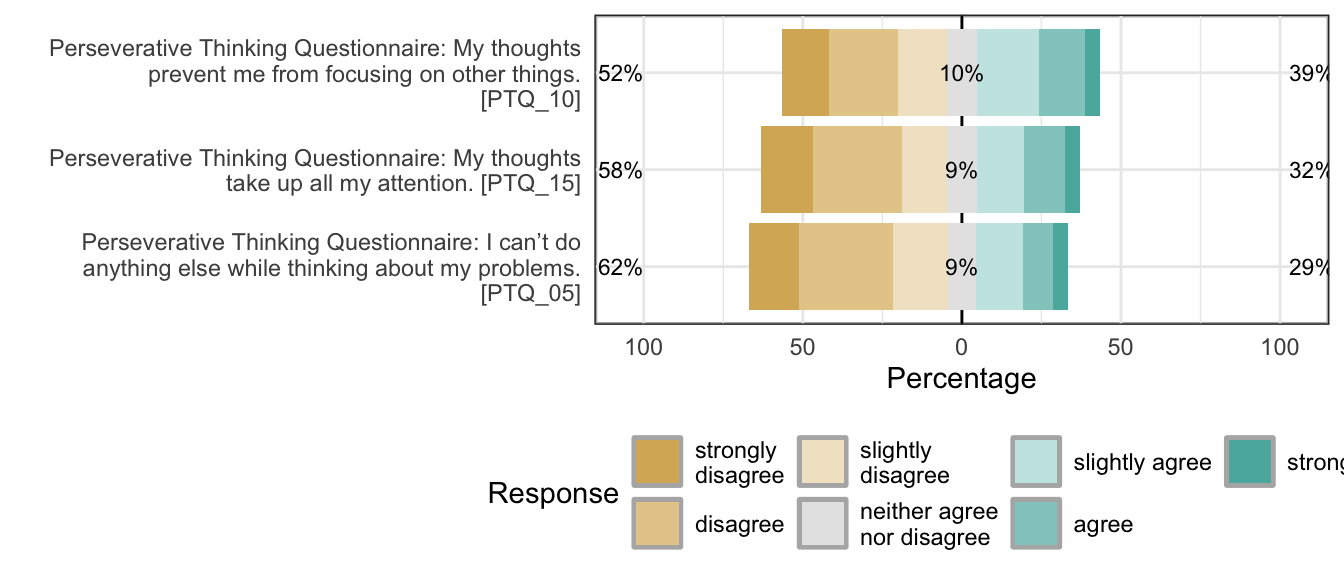 Perseverative Thinking Questionnaire: My thoughts
prevent me from focusing on other things.
[PTQ_10]
52%
10%
39%
Perseverative Thinking Questionnaire: My thoughts
take up all my attention. [PTQ_15]
58%
9%
32%
Perseverative Thinking Questionnaire: I can’t do
anything else while thinking about my problems.
[PTQ_05]
62%
9%
29%
100 50 0 50 100
Percentage
Response
strongly
disagree
disagree
slightly
disagree
neither agree
nor disagree
slightly agree
agree